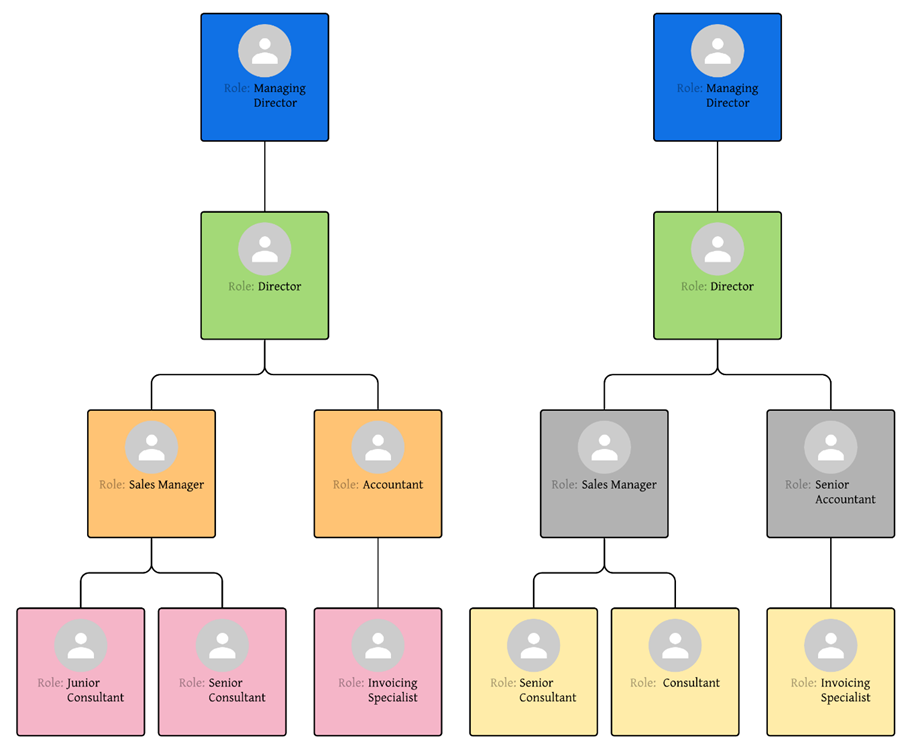 Role: Managing
Director
Role: Managing
Director
Role: Director
Role: Director
Role: Sales Manager
Role: Accountant
Role: Sales Manager
Role: Senior
Accountant
Role: Junior
Consultant
Role: Senior
Consultant
Role: Invoicing
Specialist
Role: Senior
Consultant
Role: Consultant
Role: Invoicing
Specialist